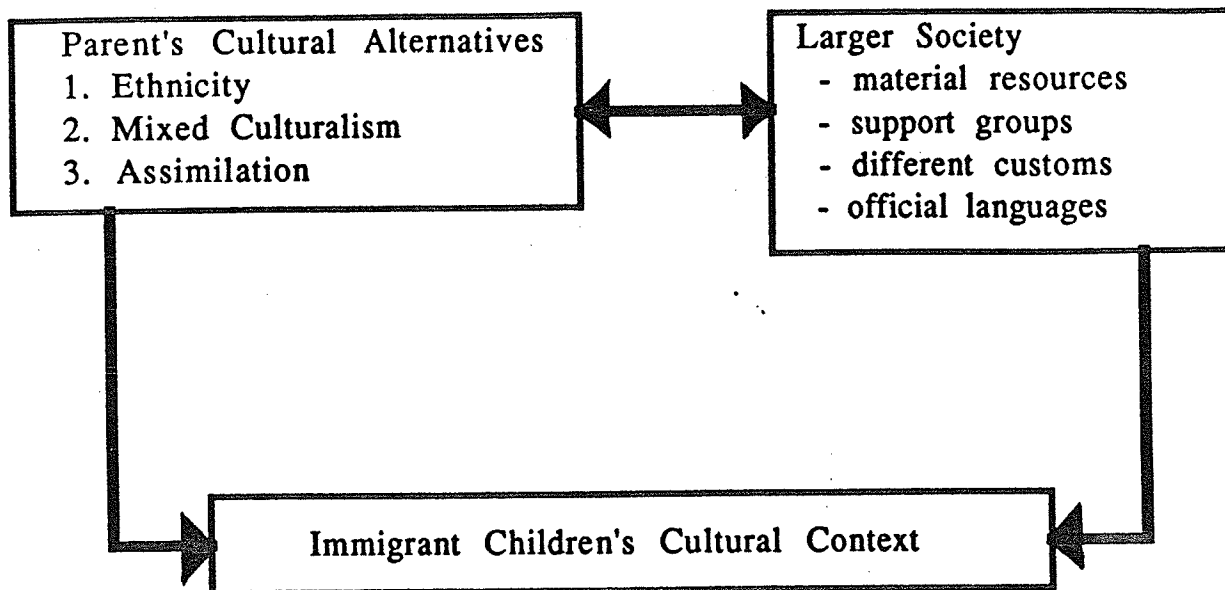 Parent's Cultural Alternatives
1. Ethnicity
2. Mixed Culturalism
3. Assimilation
Larger Society
- material resources
- support groups
- different customs
- official languages
Immigrant Children's Cultural Context